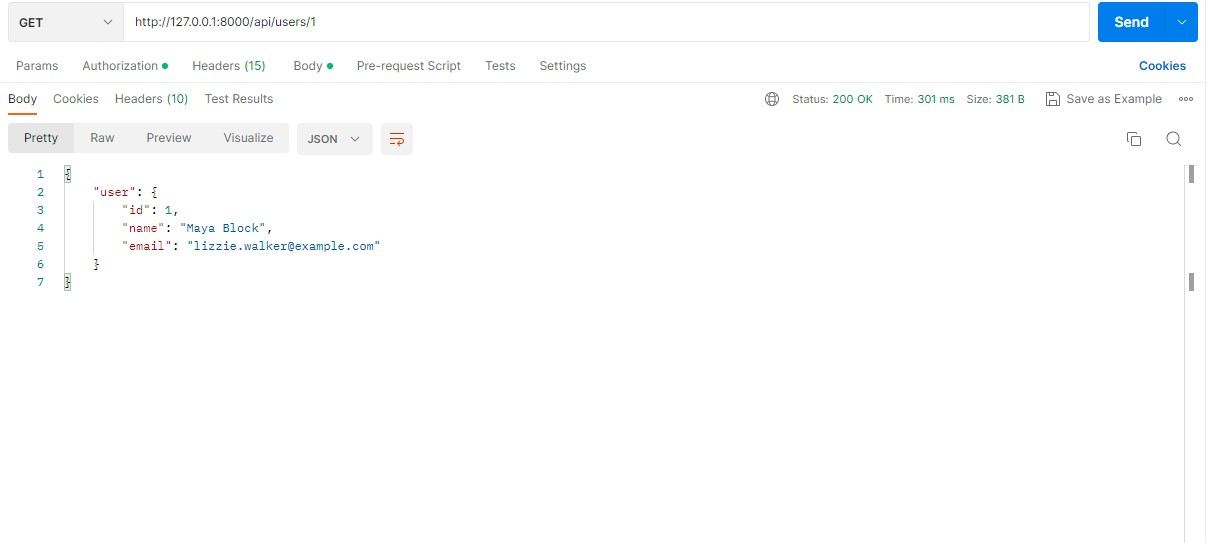 GET http://127.0.0.1:8000/api/users/1 Send
Params Authorization Headers (15) Body Pre-request Script Tests Settings Cookies
Body Cookies Headers (10) Test Results Status: 200 OK Time: 301 ms Size: 381 B Save as Example
Pretty Raw Preview Visualize JSON
1 {
2 "user": {
3 "id": 1,
4 "name": "Maya Block",
5 "email": "lizzie.walker@example.com"
6 }
7 }